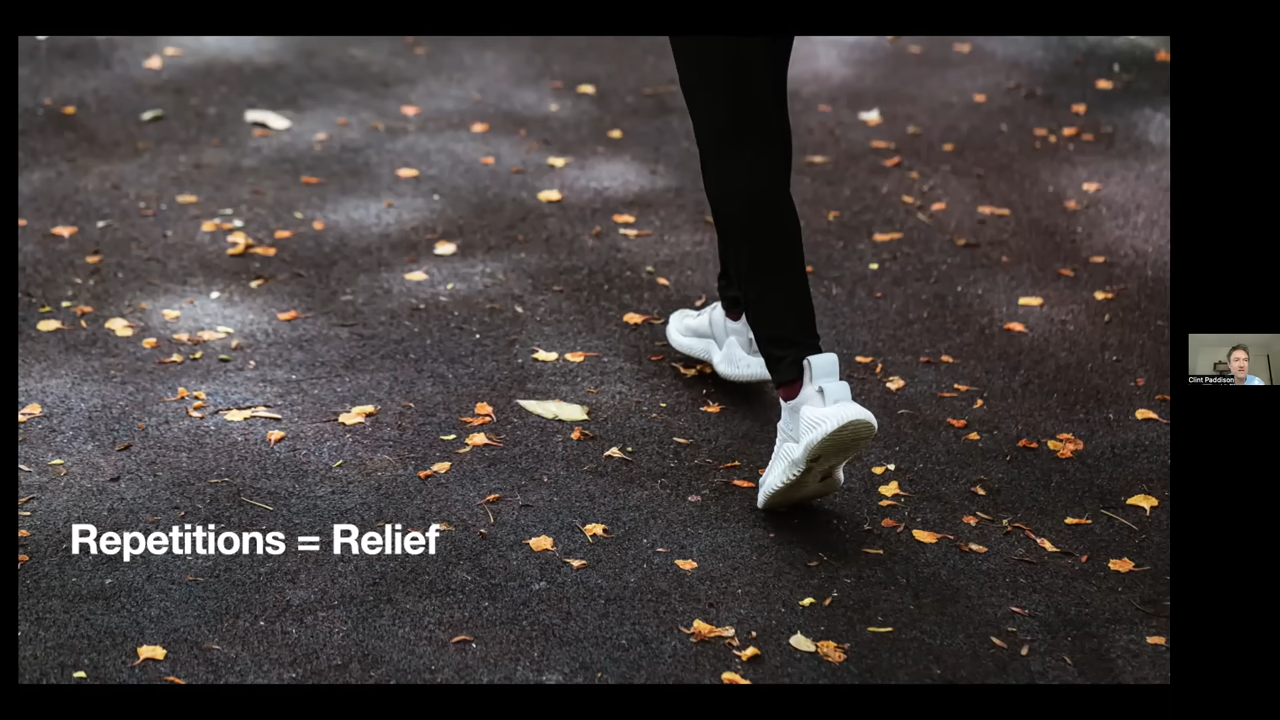 Repetitions = Relief
Clint Paddison